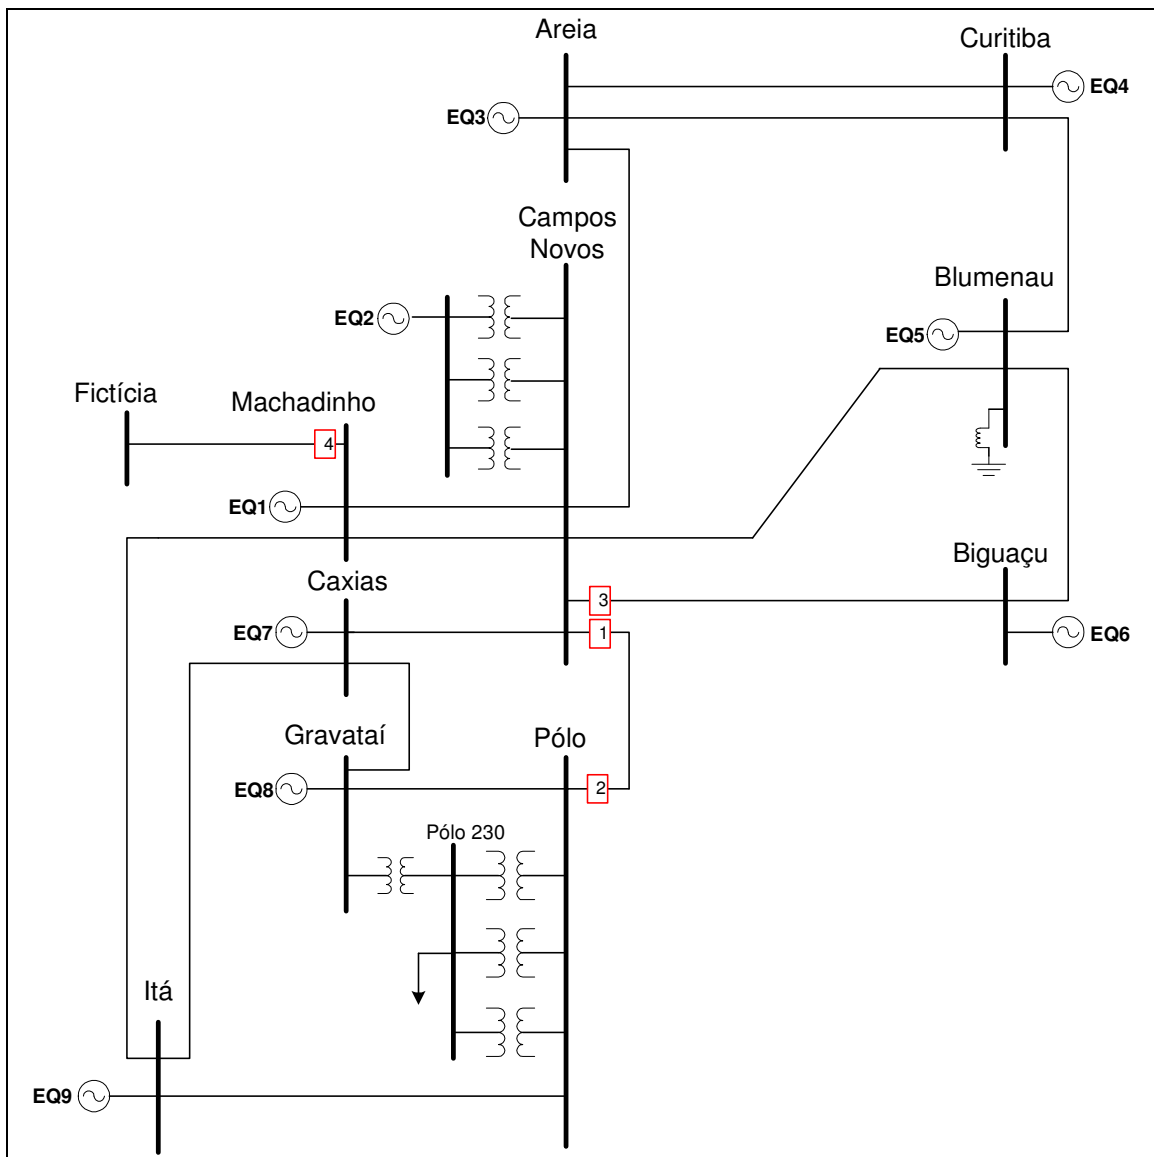 Areia
Curitiba
EQ4
EQ3
Campos
Novos
Blumenau
EQ2
EQ5
Fictícia
Machadinho
4
EQ1
Biguaçu
Caxias
3
EQ7
1
EQ6
Gravataí
Pólo
EQ8
2
Pólo 230
Itá
EQ9